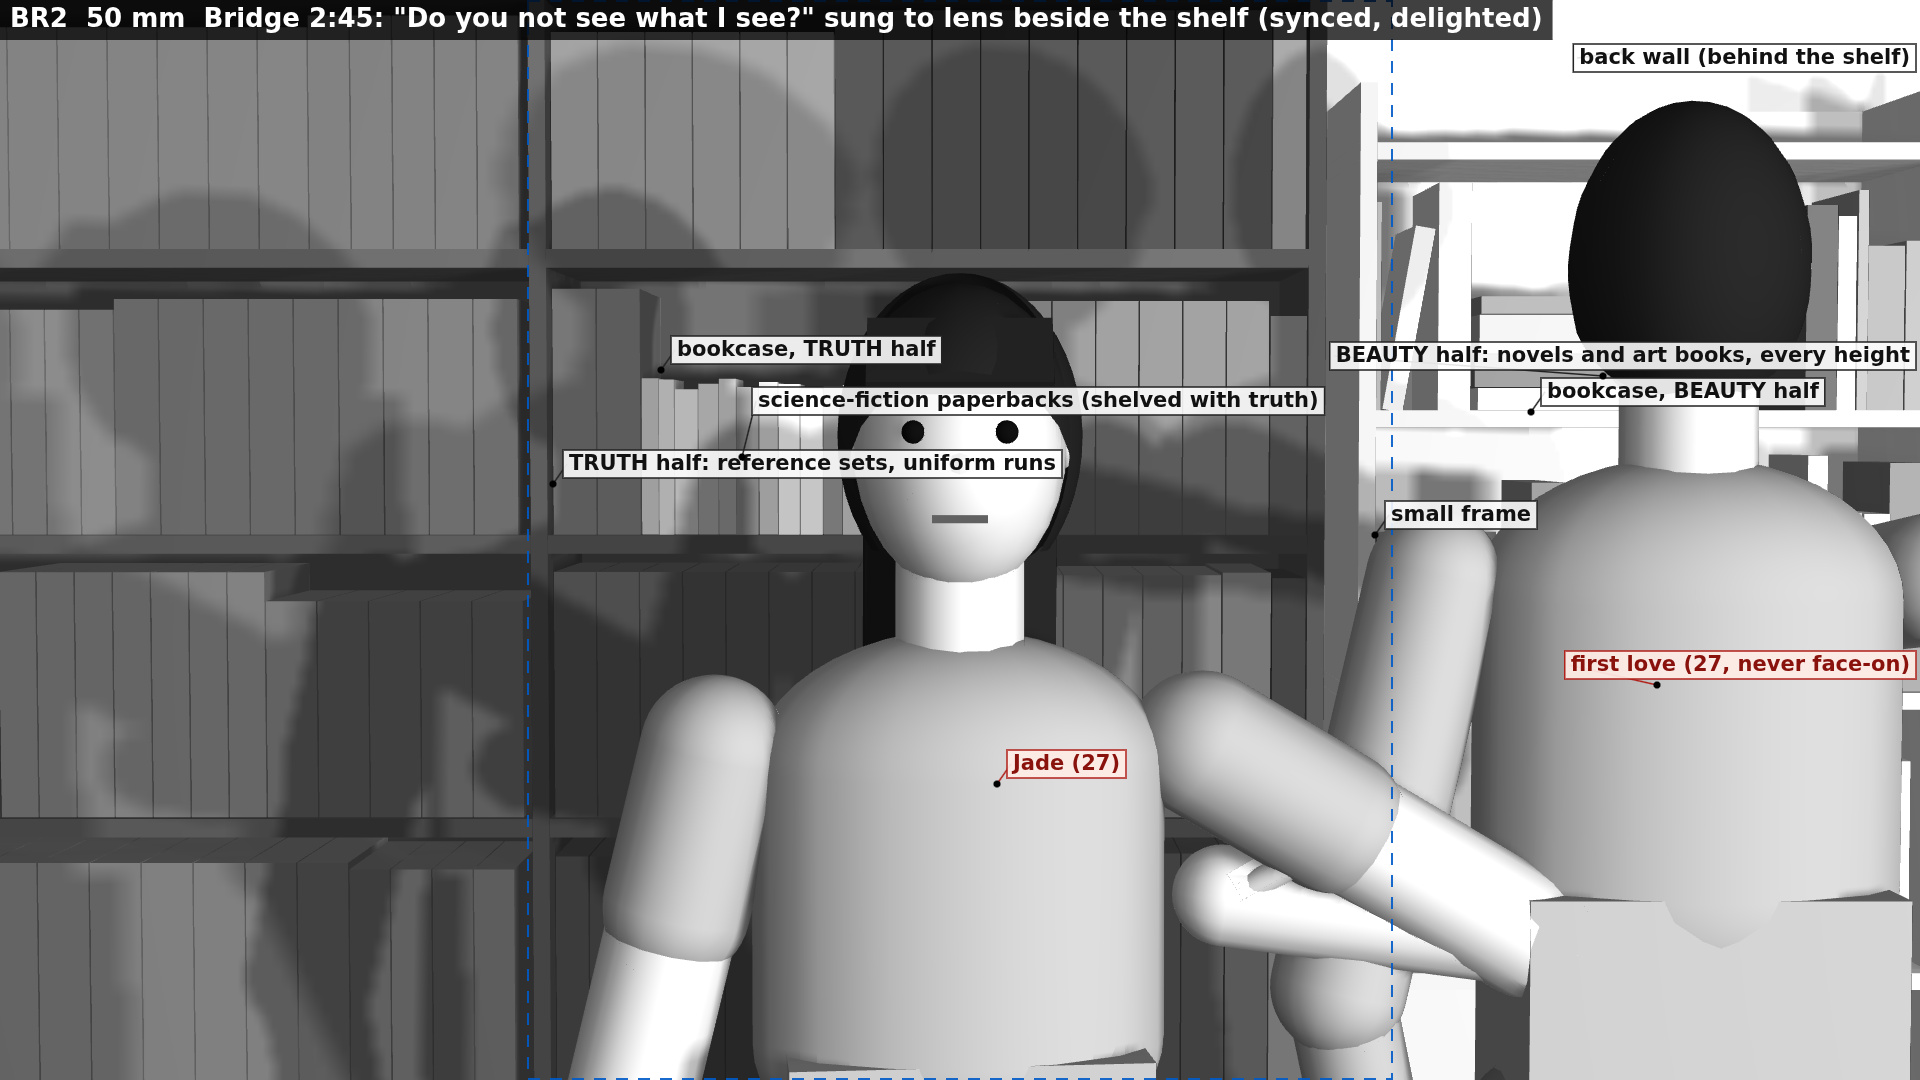 BR2  50 mm  Bridge 2:45: "Do you not see what I see?" sung to lens beside the shelf (synced, delighted)
back wall (behind the shelf)
bookcase, TRUTH half
BEAUTY half: novels and art books, every height
bookcase, BEAUTY half
science-fiction paperbacks (shelved with truth)
TRUTH half: reference sets, uniform runs
small frame
first love (27, never face-on)
Jade (27)